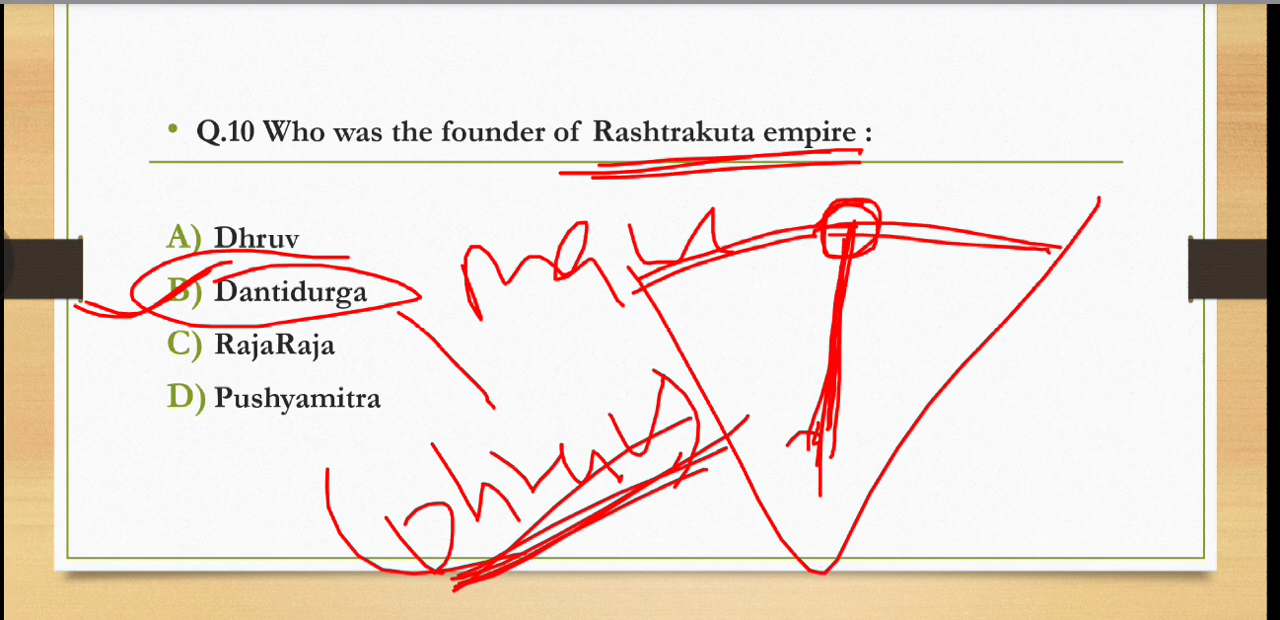 • Q.10 Who was the founder of Rashtrakuta empire :
A) Dhruv
B) Dantidurga
C) RajaRaja
D) Pushyamitra